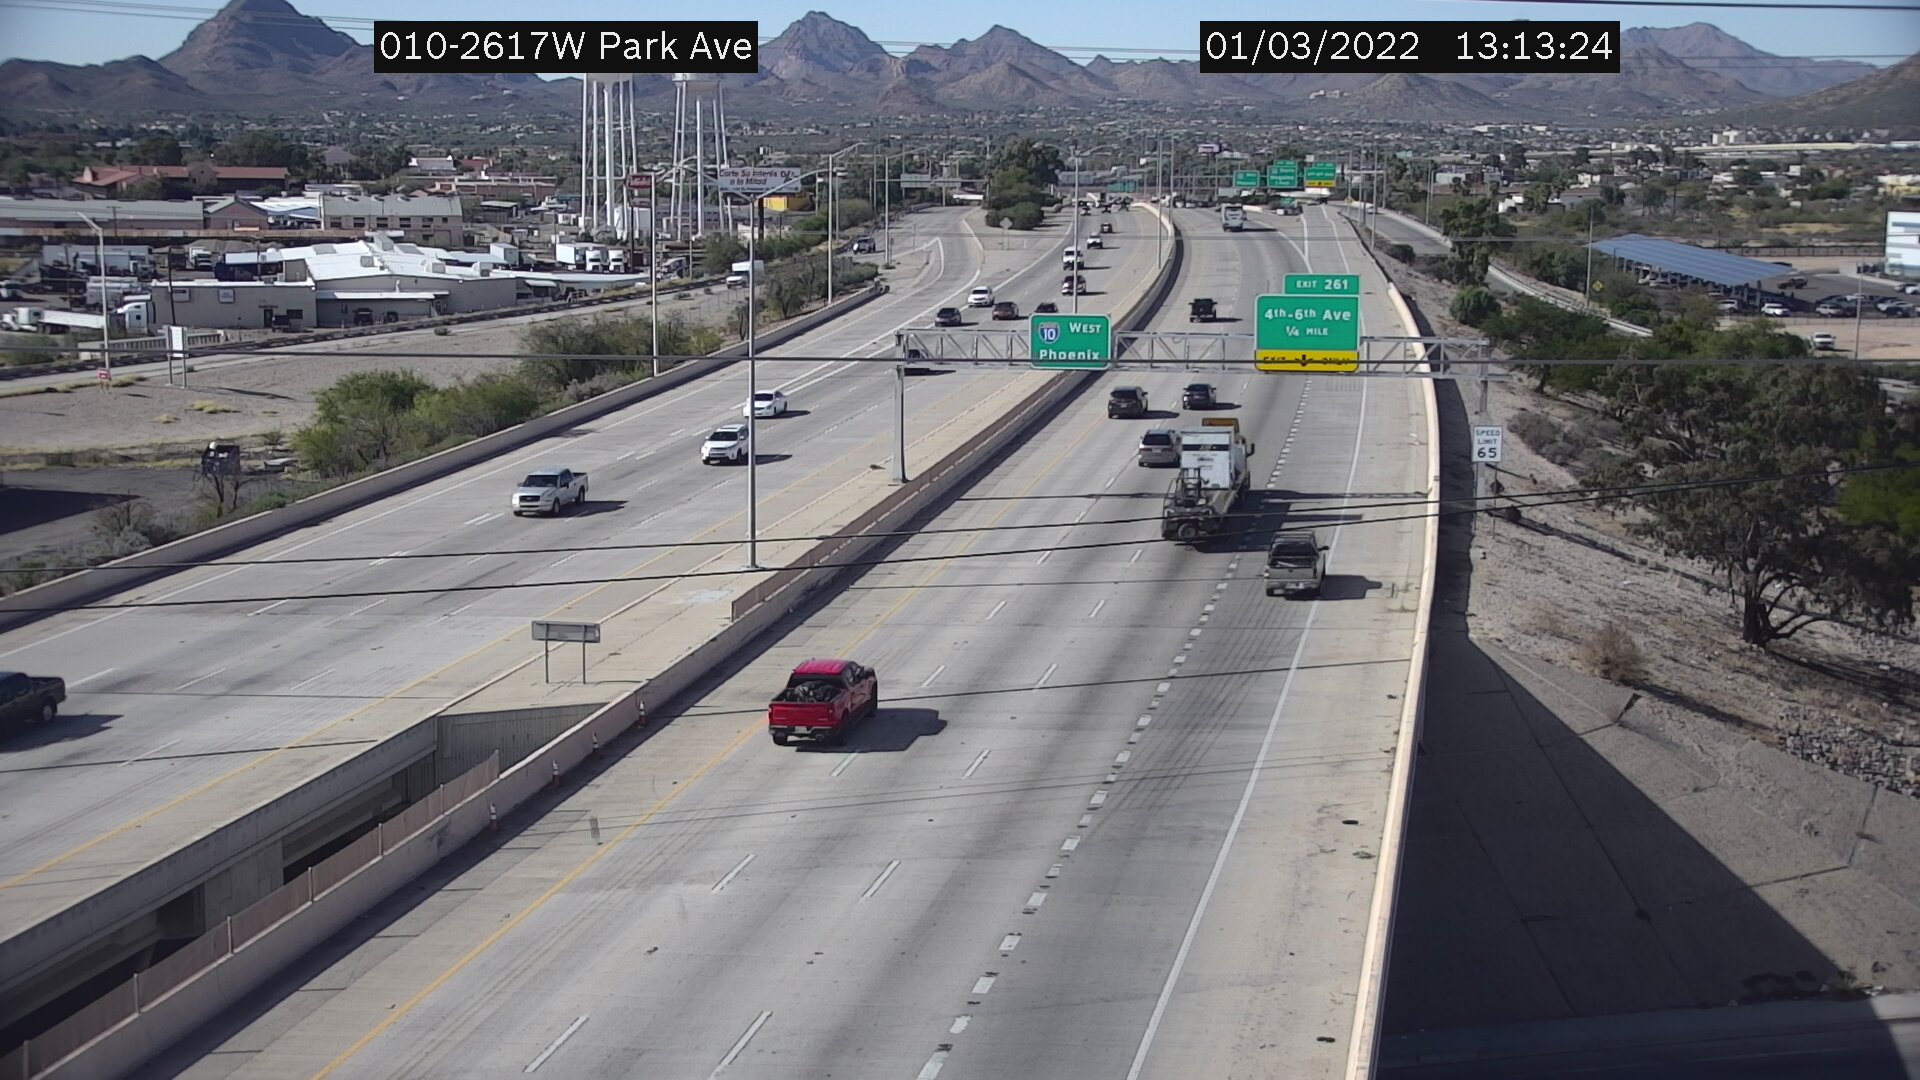 010-2617W Park Ave
01/03/2022 13:13:24
EXIT 261
4th-6th Ave
1/4 MILE
EXIT ONLY
10 WEST
Phoenix
SPEED
LIMIT
65